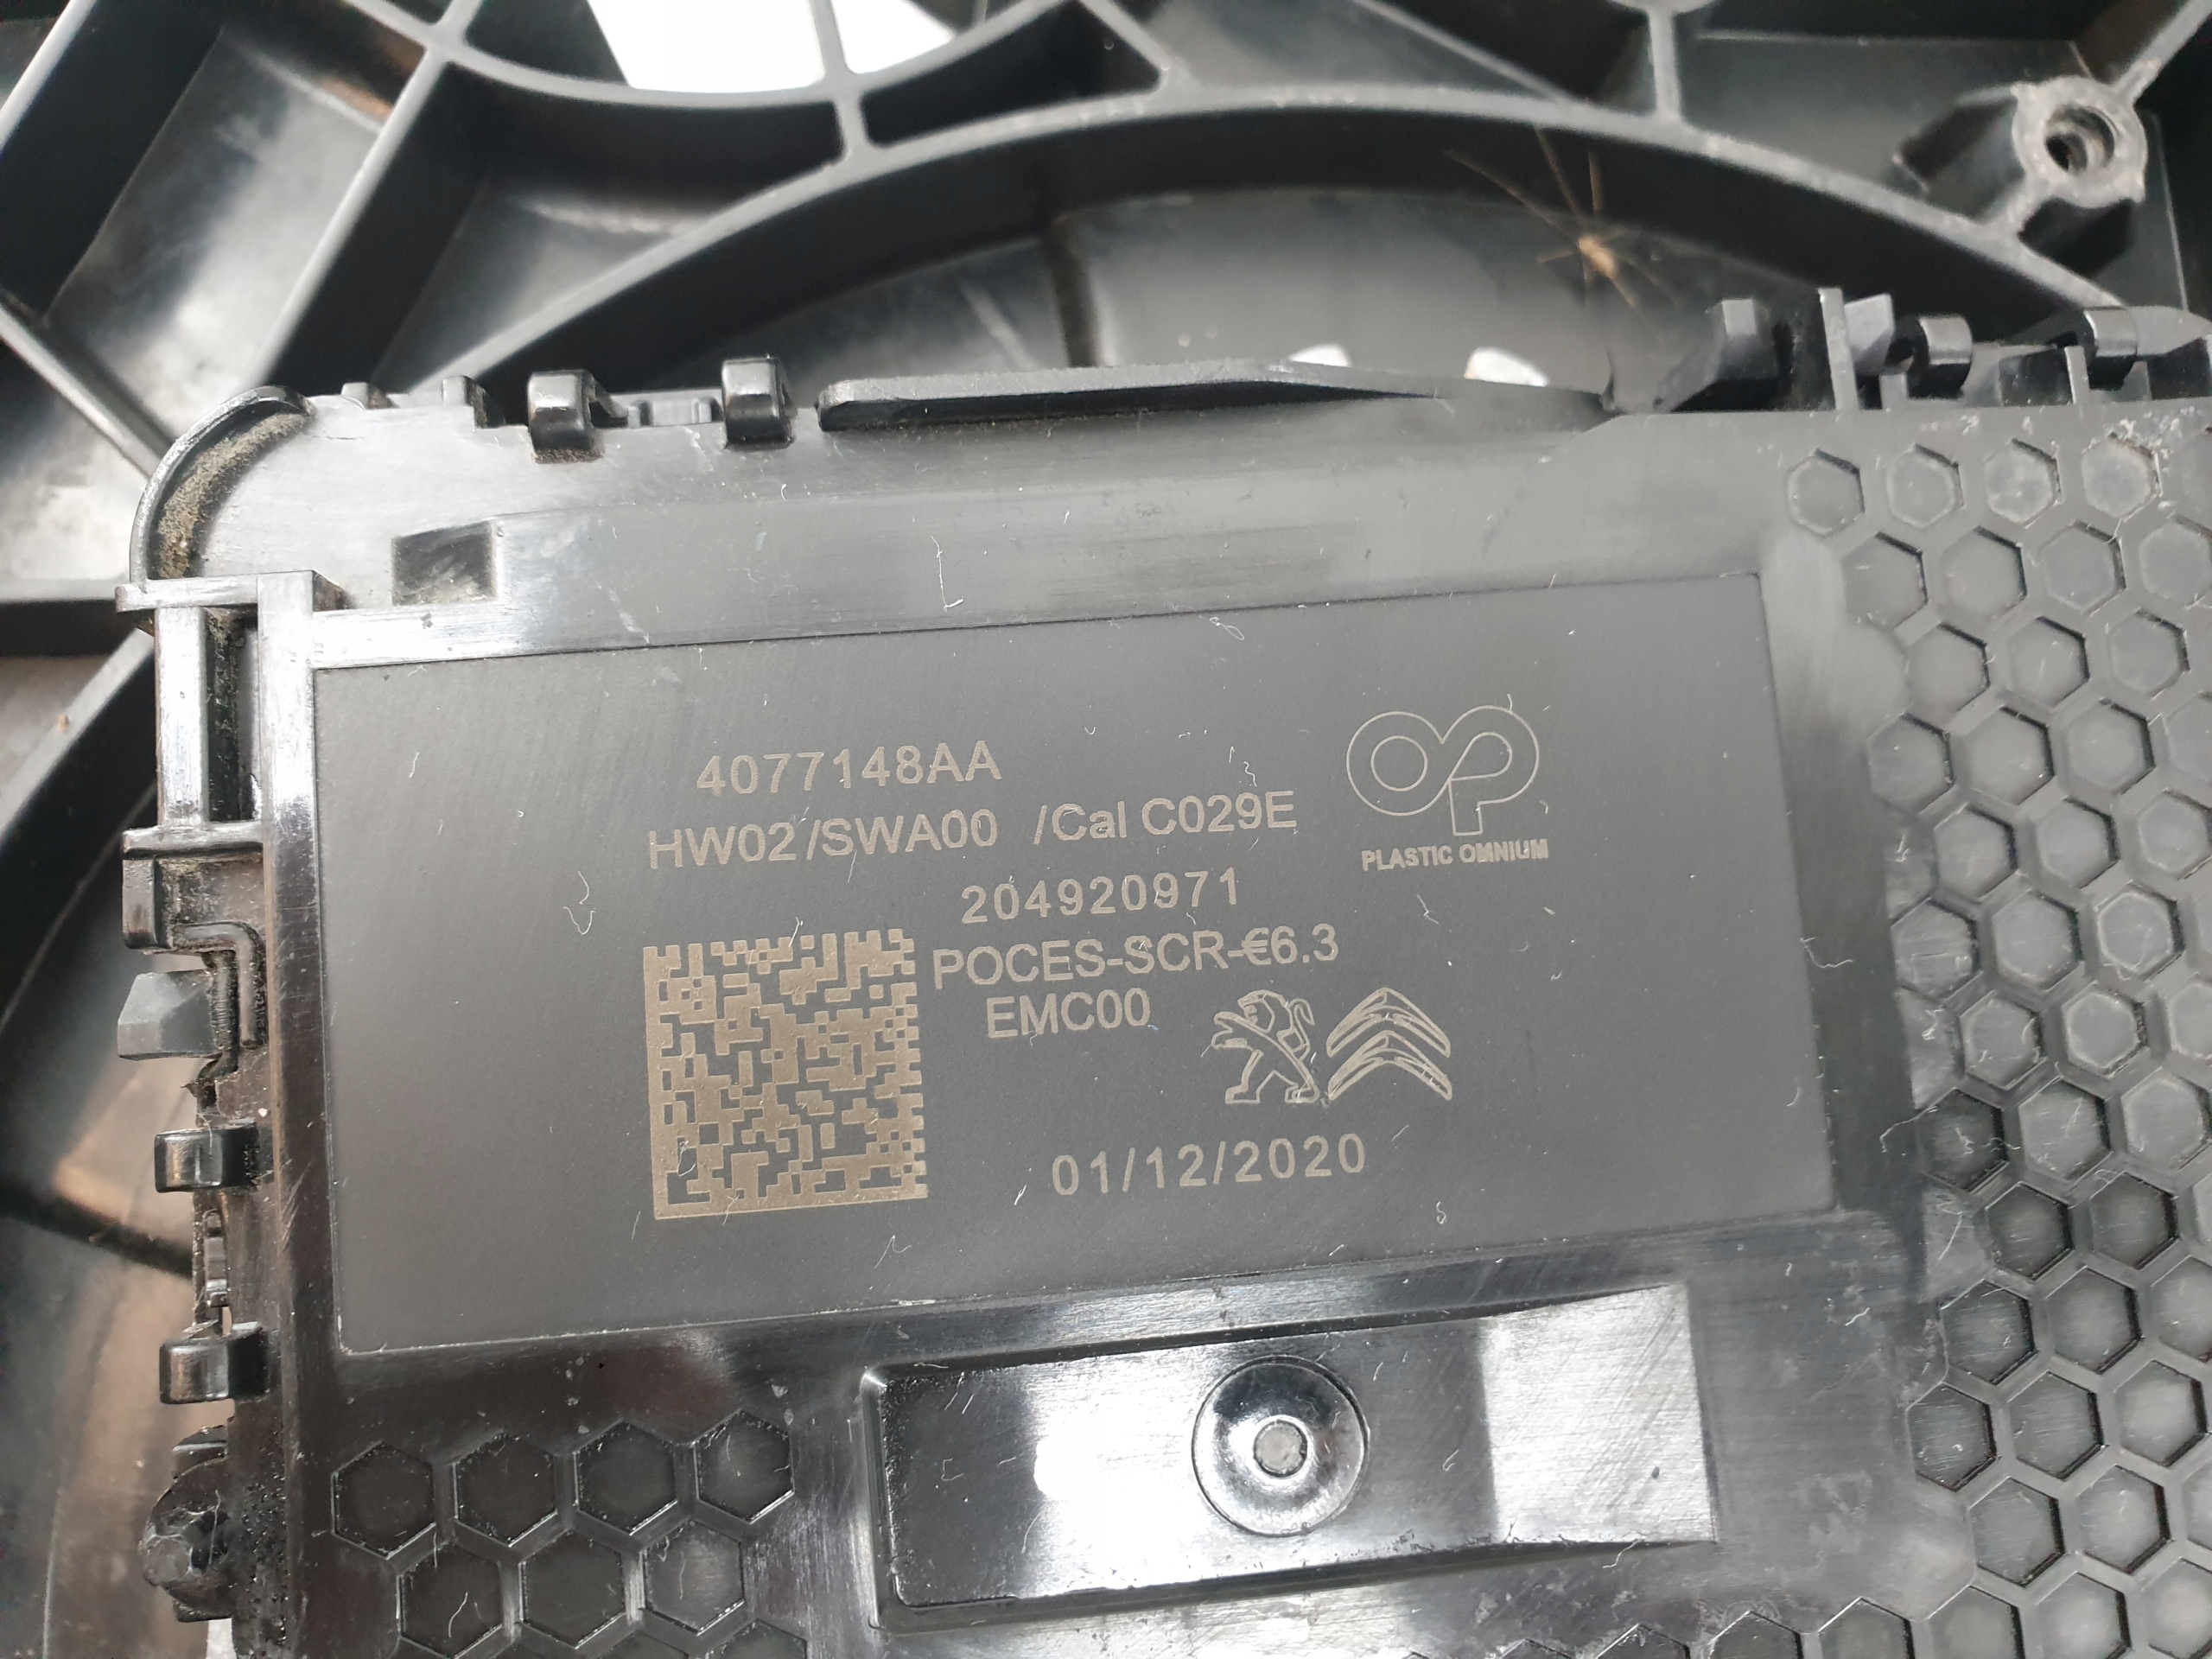 4077148AA
HW02/SWA00 /Cal C029E
PLASTIC OMNIUM
204920971
POCES-SCR-€6.3
EMC00
01/12/2020